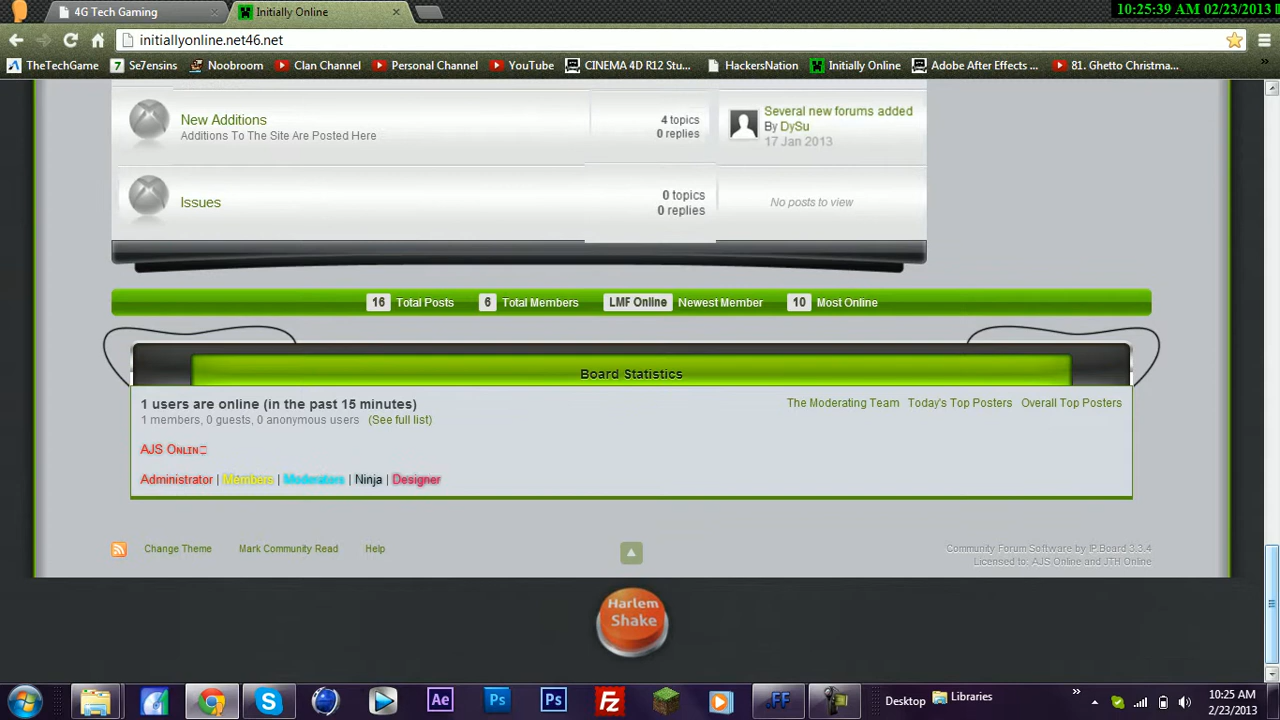 4G Tech Gaming
Initially Online
10:25:39 AM 02/23/2013
initiallyonline.net46.net
TheTechGame
7 Se7ensins
Noobroom
Clan Channel
Personal Channel
YouTube
CINEMA 4D R12 Stu...
HackersNation
Initially Online
Adobe After Effects ...
81. Ghetto Christma...
»
New Additions
Additions To The Site Are Posted Here
4 topics
0 replies
Several new forums added
By DySu
17 Jan 2013
Issues
0 topics
0 replies
No posts to view
16 Total Posts 6 Total Members LMF Online Newest Member 10 Most Online
Board Statistics
1 users are online (in the past 15 minutes)
The Moderating Team Today's Top Posters Overall Top Posters
1 members, 0 guests, 0 anonymous users (See full list)
AJS Online
Administrator | Members | Moderators | Ninja | Designer
Change Theme Mark Community Read Help
Community Forum Software by IP.Board 3.3.4
Licensed to: AJS Online and JTH Online
Harlem
Shake
Ae Ps Ps Fz .FF
Desktop
Libraries
»
10:25 AM
2/23/2013